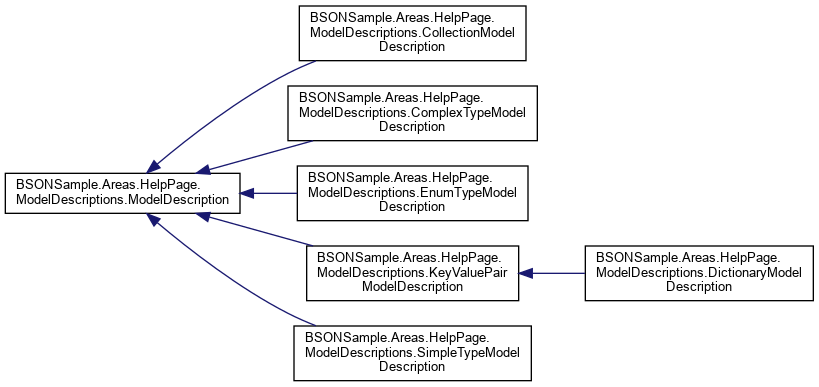 BSONSample.Areas.HelpPage.
ModelDescriptions.CollectionModel
Description
BSONSample.Areas.HelpPage.
ModelDescriptions.ComplexTypeModel
Description
BSONSample.Areas.HelpPage.
ModelDescriptions.ModelDescription
BSONSample.Areas.HelpPage.
ModelDescriptions.EnumTypeModel
Description
BSONSample.Areas.HelpPage.
ModelDescriptions.KeyValuePair
ModelDescription
BSONSample.Areas.HelpPage.
ModelDescriptions.DictionaryModel
Description
BSONSample.Areas.HelpPage.
ModelDescriptions.SimpleTypeModel
Description